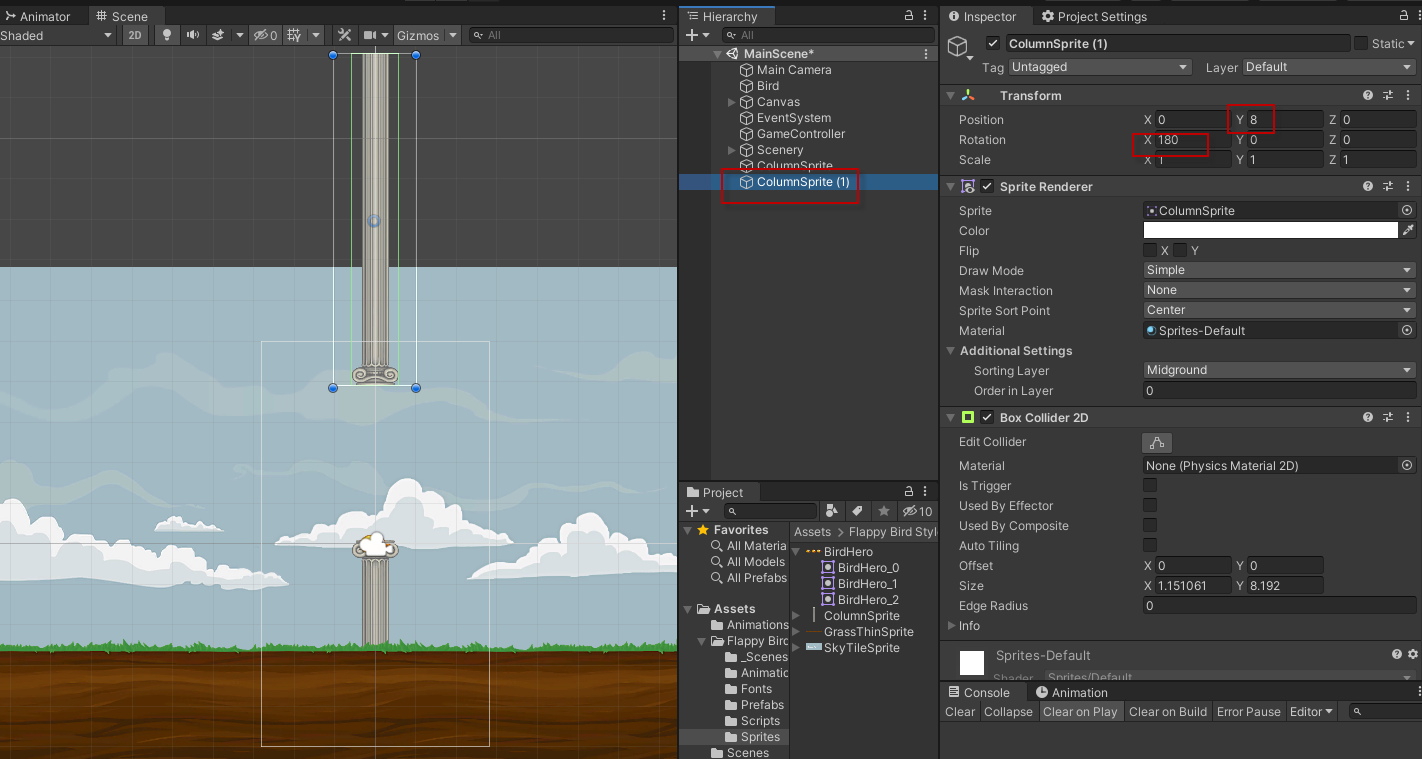 Animator
Scene
Shaded
2D
0
Gizmos
All
Hierarchy
All
MainScene*
Main Camera
Bird
Canvas
EventSystem
GameController
Scenery
ColumnSprite
ColumnSprite (1)
Project
10
Favorites
All Materia
All Models
All Prefabs
Assets
Animations
Flappy Bird
_Scenes
Animatic
Fonts
Prefabs
Scripts
Sprites
Scenes
Assets > Flappy Bird Styl
BirdHero
BirdHero_0
BirdHero_1
BirdHero_2
ColumnSprite
GrassThinSprite
SkyTileSprite
Inspector
Project Settings
ColumnSprite (1)
Static
Tag Untagged Layer Default
Transform
Position X 0 Y 8 Z 0
Rotation X 180 Y 0 Z 0
Scale X 1 Y 1 Z 1
Sprite Renderer
Sprite ColumnSprite
Color
Flip X Y
Draw Mode Simple
Mask Interaction None
Sprite Sort Point Center
Material Sprites-Default
Additional Settings
Sorting Layer Midground
Order in Layer 0
Box Collider 2D
Edit Collider
Material None (Physics Material 2D)
Is Trigger
Used By Effector
Used By Composite
Auto Tiling
Offset X 0 Y 0
Size X 1.151061 Y 8.192
Edge Radius 0
Info
Sprites-Default
Shader Sprites/Default
Console
Animation
Clear Collapse Clear on Play Clear on Build Error Pause Editor